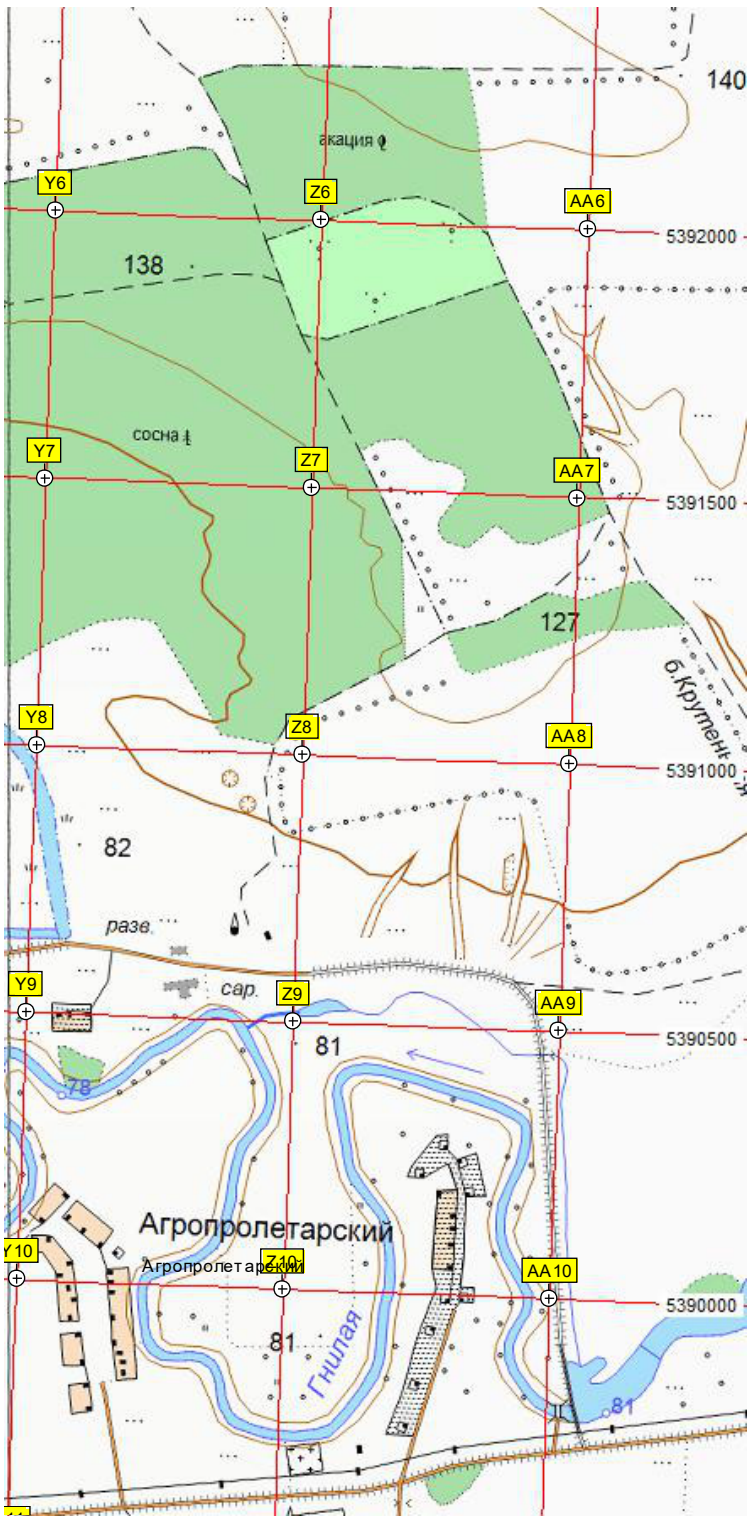 140
акация
Y6
Z6
AA6
5392000
138
сосна
Y7
Z7
AA7
5391500
127
б.Крутень
Y8
Z8
AA8
5391000
82
разв.
сар.
Y9
Z9
AA9
5390500
81
78
Агропролетарский
Агропролетарский
Y10
Z10
AA10
5390000
81
Гнилая
81